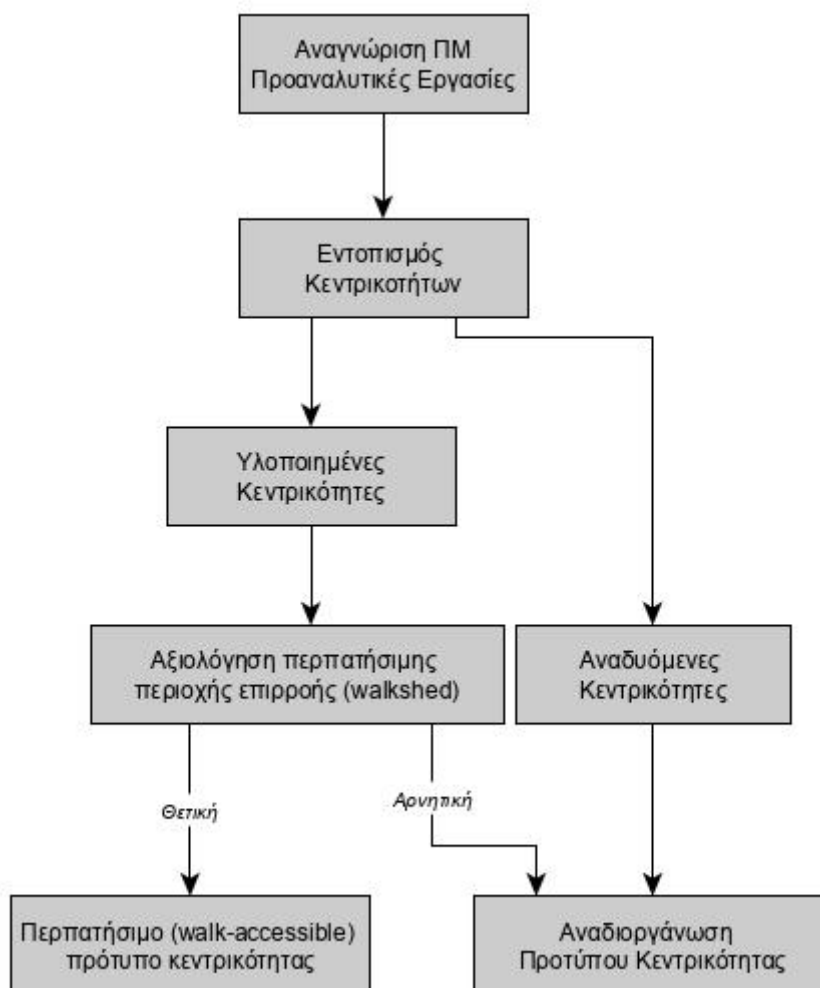 Αναγνώριση ΠΜ
Προαναλυτικές Εργασίες
Εντοπισμός
Κεντρικοτήτων
Υλοποιημένες
Κεντρικότητες
Αξιολόγηση περπατήσιμης
περιοχής επιρροής (walkshed)
Αναδυόμενες
Κεντρικότητες
Θετική
Αρνητική
Περπατήσιμο (walk-accessible)
πρότυπο κεντρικότητας
Αναδιοργάνωση
Προτύπου Κεντρικότητας